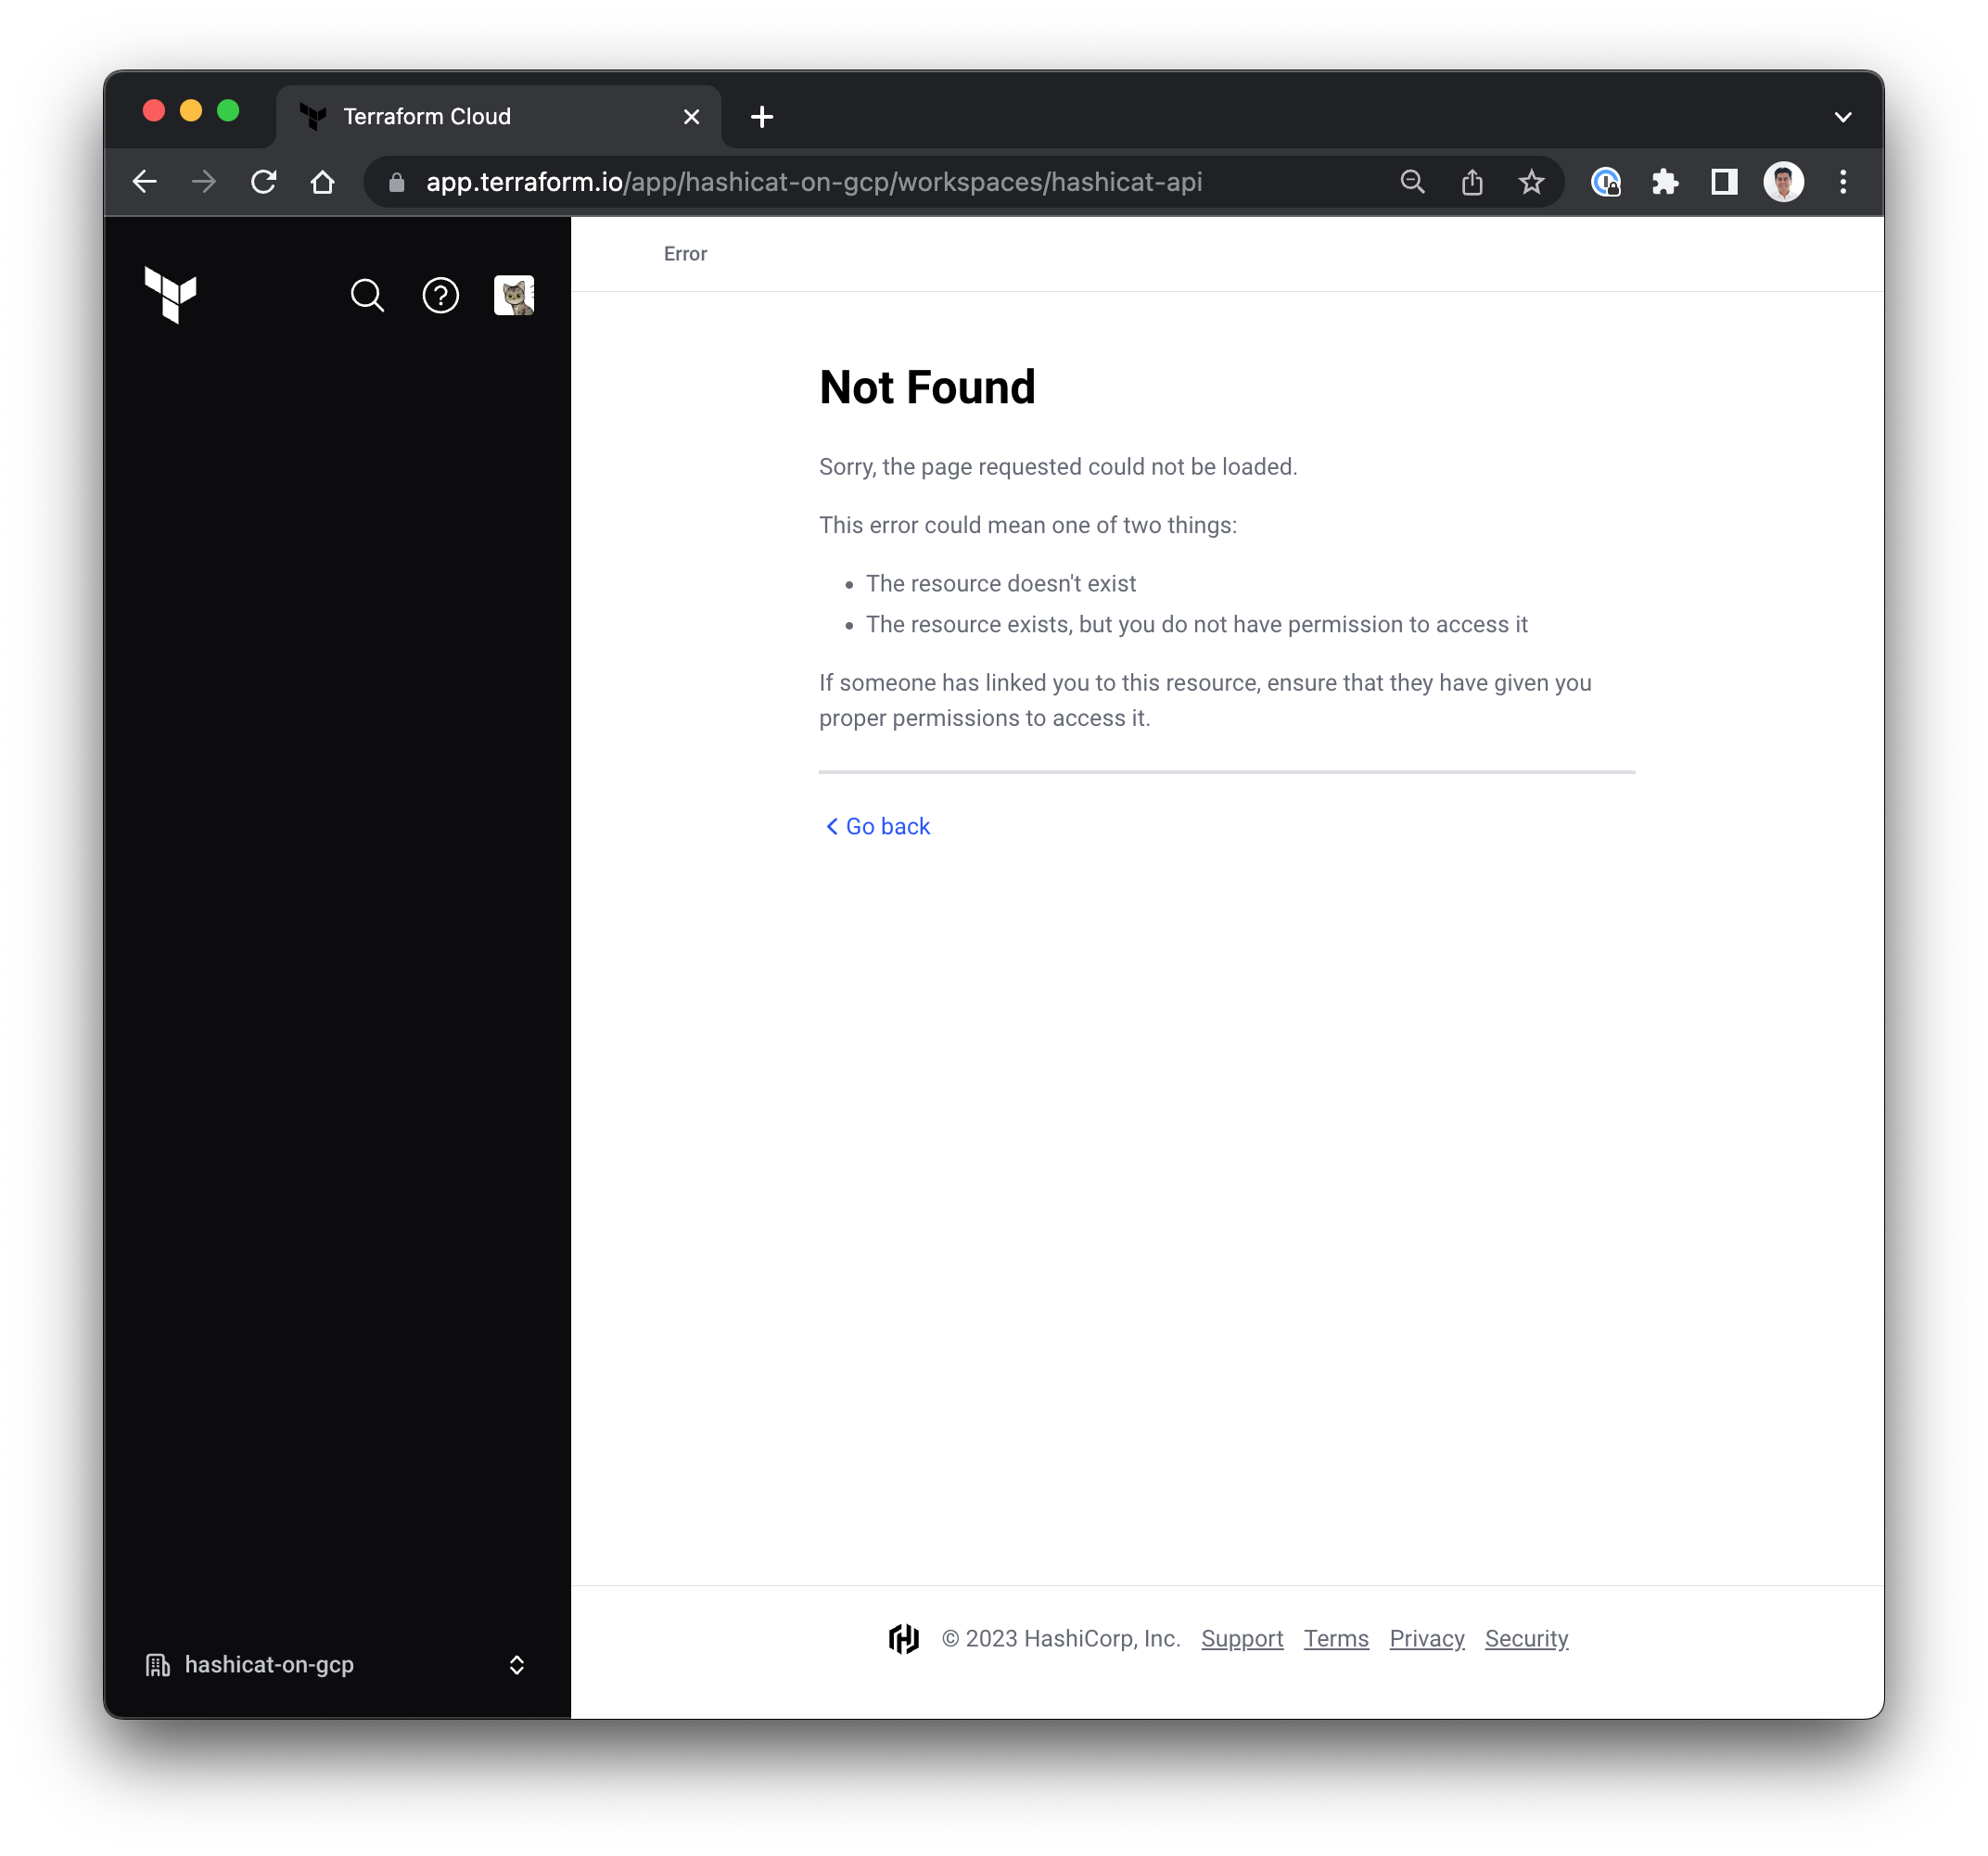 Terraform Cloud
app.terraform.io/app/hashicat-on-gcp/workspaces/hashicat-api
Error
Not Found
Sorry, the page requested could not be loaded.
This error could mean one of two things:
• The resource doesn't exist
• The resource exists, but you do not have permission to access it
If someone has linked you to this resource, ensure that they have given you
proper permissions to access it.
Go back
hashicat-on-gcp
© 2023 HashiCorp, Inc. Support Terms Privacy Security